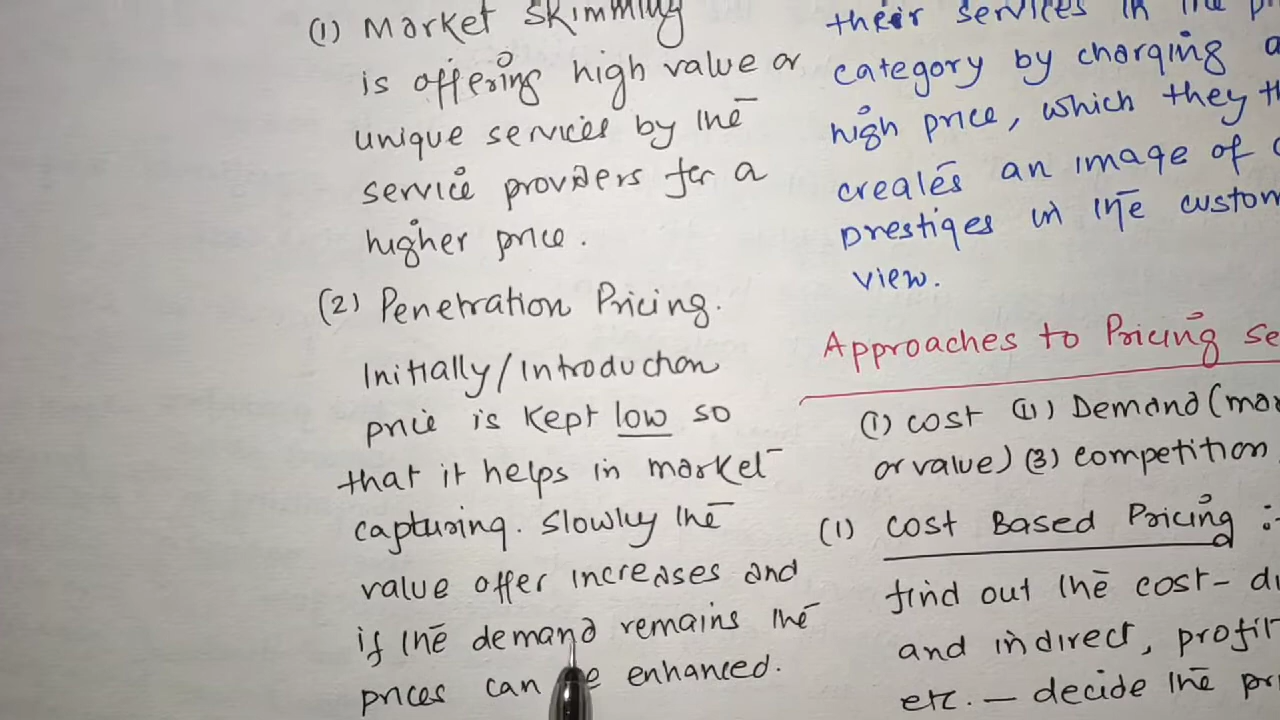 (1) Market Skimming
is offering high value or
unique services by the
service providers for a
higher price.
(2) Penetration Pricing.
Initially/Introduction
price is kept low so
that it helps in market
capturing. Slowly the
value offer increases and
if the demand remains the
prices can be enhanced.
their services in the
category by charging
high price, which they
creates an image of
prestiges in the
view.
Approaches to Pricing
(1) cost (2) Demand
or value) (3) competition
(1) Cost Based Pricing :
find out the cost -
and indirect,
etc. — decide the